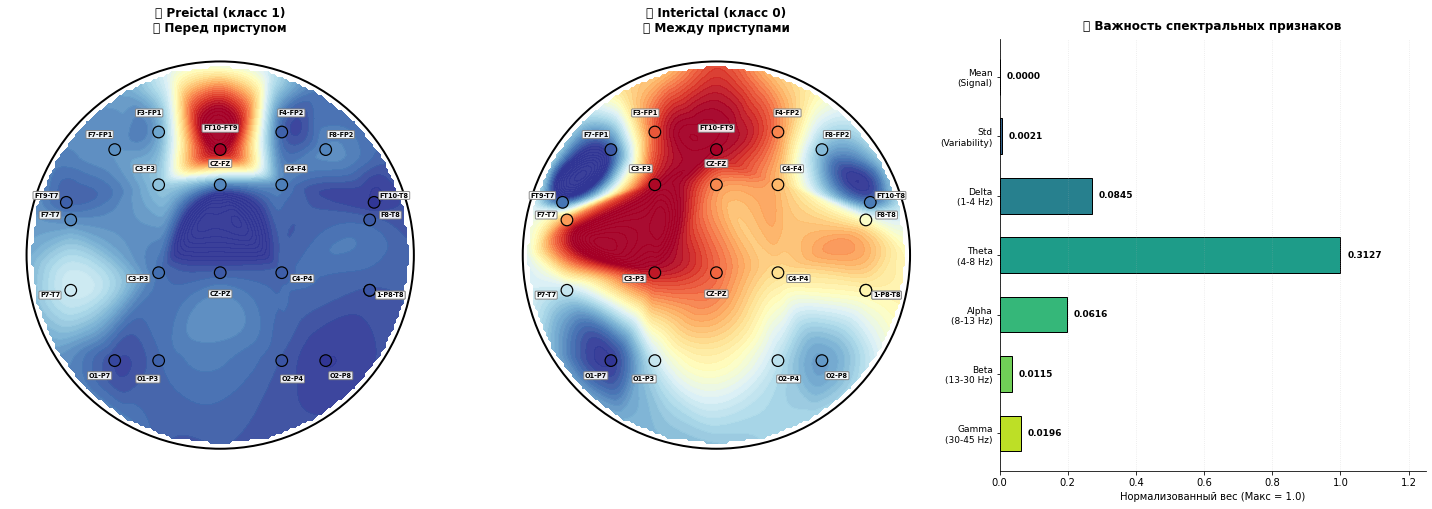 Preictal (класс 1)
Перед приступом
F3-FP1
F4-FP2
F7-FP1
FT10-FT9
F8-FP2
CZ-FZ
C3-F3
C4-F4
FT9-T7
FT10-T8
F7-T7
F8-T8
C3-P3
C4-P4
P7-T7
CZ-PZ
1-P8-T8
O1-P7
O1-P3
O2-P4
O2-P8
Interictal (класс 0)
Между приступами
F3-FP1
F4-FP2
F7-FP1
FT10-FT9
F8-FP2
CZ-FZ
C3-F3
C4-F4
FT9-T7
FT10-T8
F7-T7
F8-T8
C3-P3
C4-P4
P7-T7
CZ-PZ
1-P8-T8
O1-P7
O1-P3
O2-P4
O2-P8
Важность спектральных признаков
Mean
(Signal)
0.0000
Std
(Variability)
0.0021
Delta
(1-4 Hz)
0.0845
Theta
(4-8 Hz)
0.3127
Alpha
(8-13 Hz)
0.0616
Beta
(13-30 Hz)
0.0115
Gamma
(30-45 Hz)
0.0196
0.0 0.2 0.4 0.6 0.8 1.0 1.2
Нормализованный вес (Макс = 1.0)